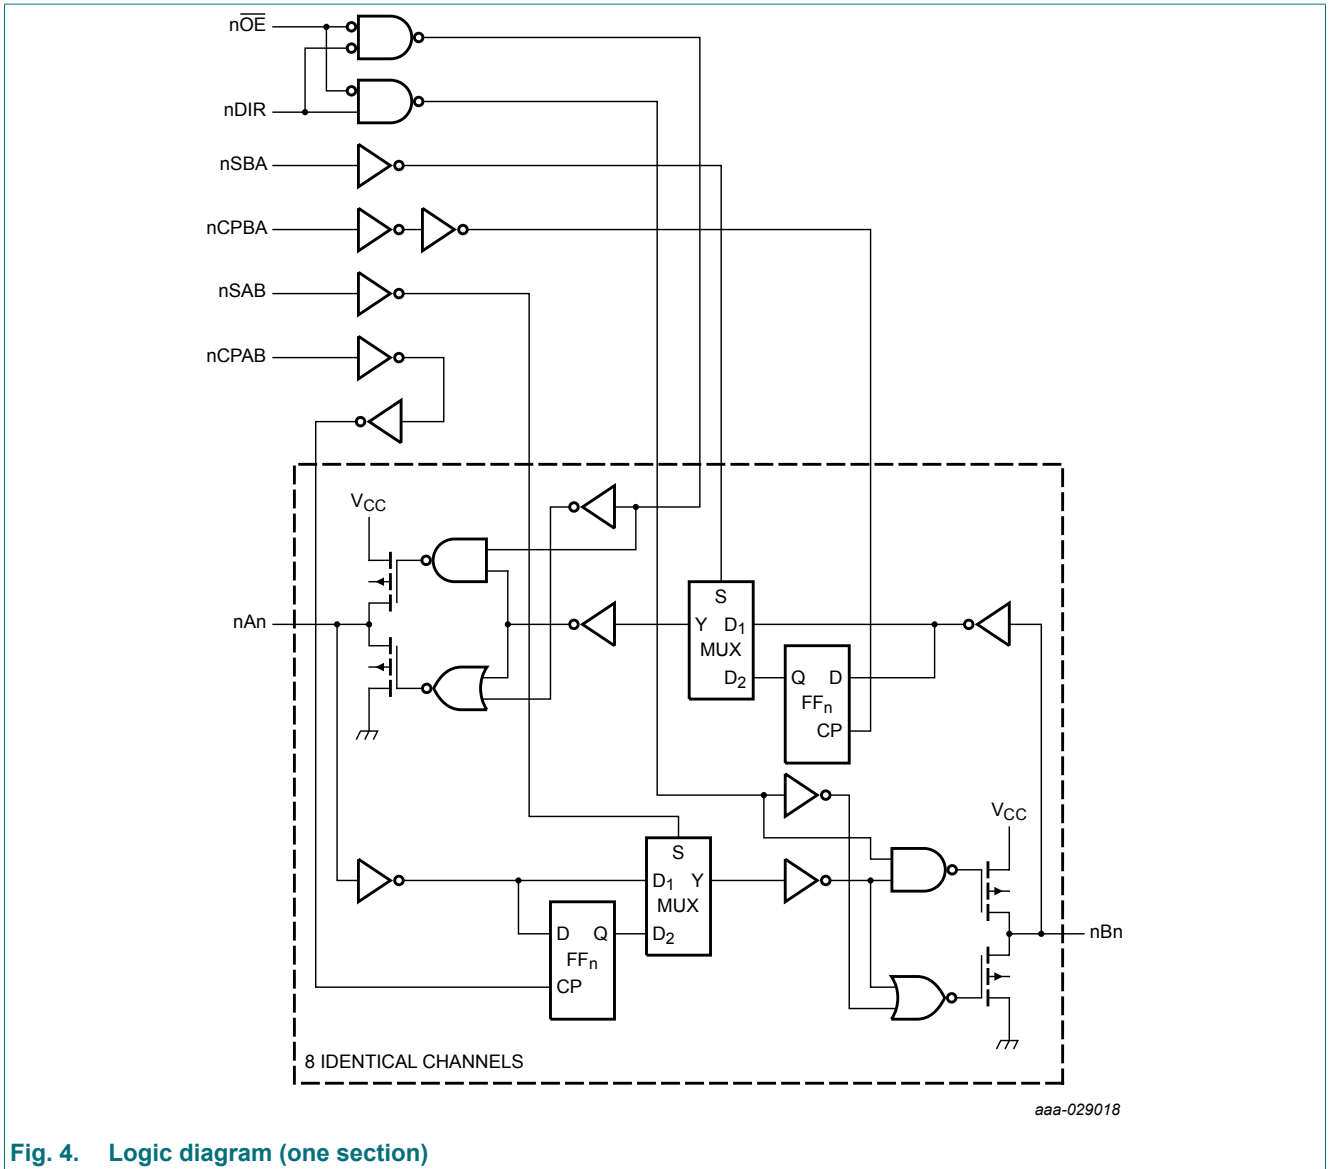 nO̅E̅
nDIR
nSBA
nCPBA
nSAB
nCPAB
VCC
nAn
S
Y D1
MUX
D2
Q D
FFn
CP
VCC
S
D1 Y
MUX
D2
D Q
FFn
CP
nBn
8 IDENTICAL CHANNELS
aaa-029018
Fig. 4. Logic diagram (one section)